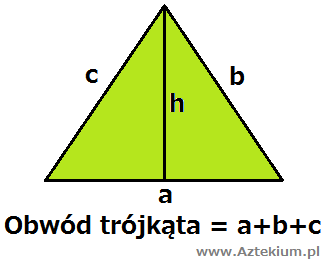 c
b
h
a
Obwód trójkąta = a+b+c
www.Aztekium.pl